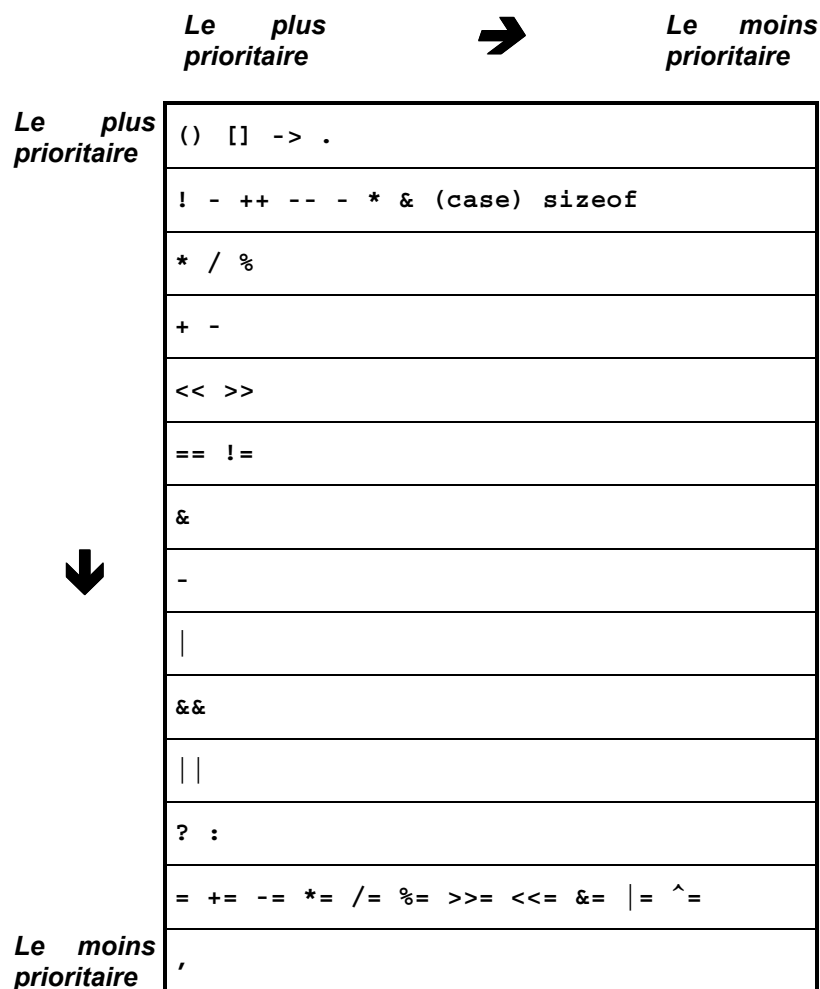 Le plus prioritaire
Le moins prioritaire
Le plus prioritaire
() [] -> .
! - ++ -- - * & (case) sizeof
* / %
+ -
<< >>
== !=
&
-
|
&&
||
? :
= += -= *= /= %= >>= <<= &= |= ^=
Le moins prioritaire
,